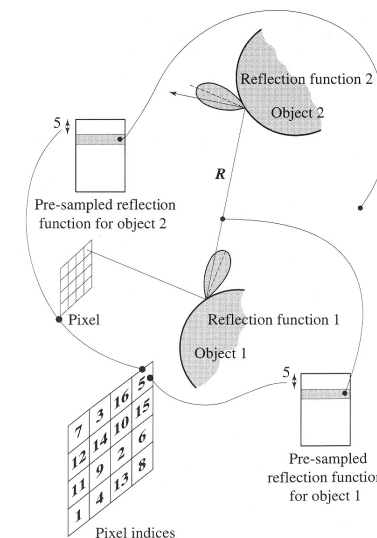 Reflection function 2
Object 2
5
R
Pre-sampled reflection
function for object 2
Pixel
Reflection function 1
Object 1
5
7 3 16 5
12 14 10 15
11 9 2 6
1 4 13 8
Pre-sampled
reflection function
for object 1
Pixel indices